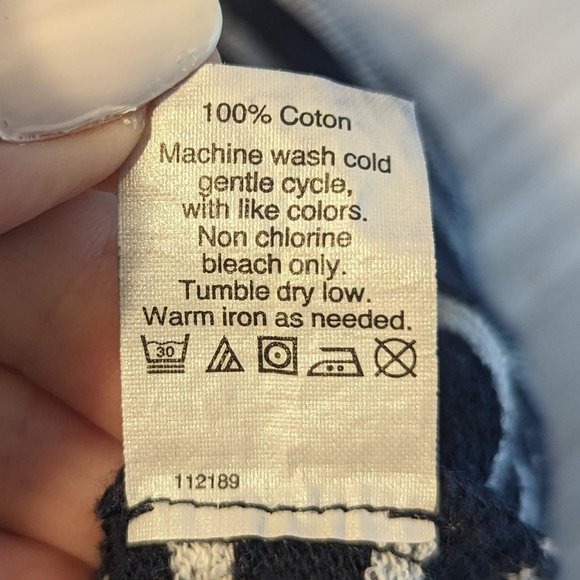 100% Coton
Machine wash cold
gentle cycle,
with like colors.
Non chlorine
bleach only.
Tumble dry low.
Warm iron as needed.
30
112189